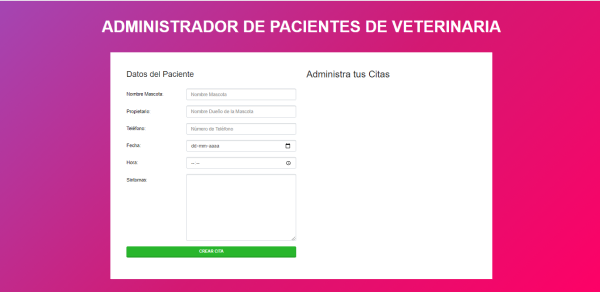 ADMINISTRADOR DE PACIENTES DE VETERINARIA
Datos del Paciente
Administra tus Citas
Nombre Mascota:
Nombre Mascota
Propietario:
Nombre Dueño de la Mascota
Teléfono:
Número de Teléfono
Fecha:
dd-mm-aaaa
Hora:
--:--
Sintomas:
CREAR CITA